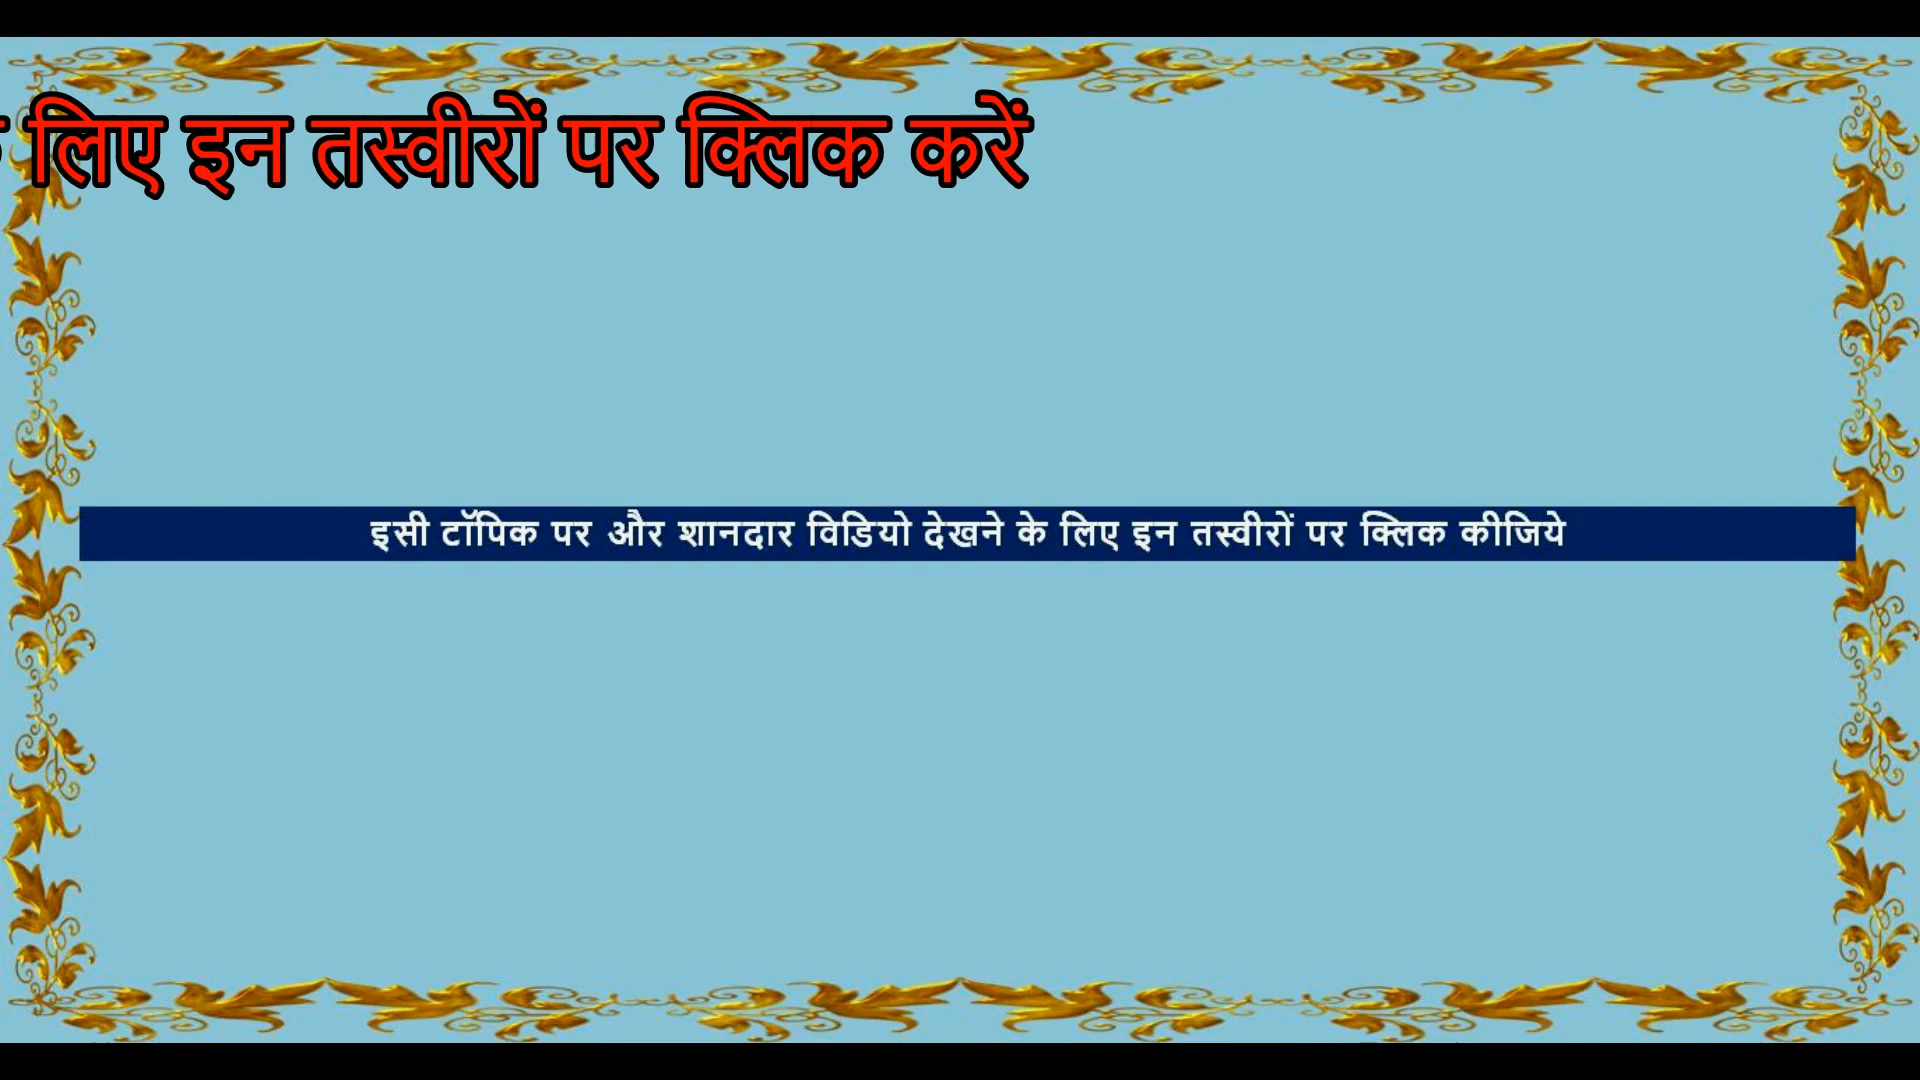 लिए इन तस्वीरों पर क्लिक करें
इसी टॉपिक पर और शानदार विडियो देखने के लिए इन तस्वीरों पर क्लिक कीजिये